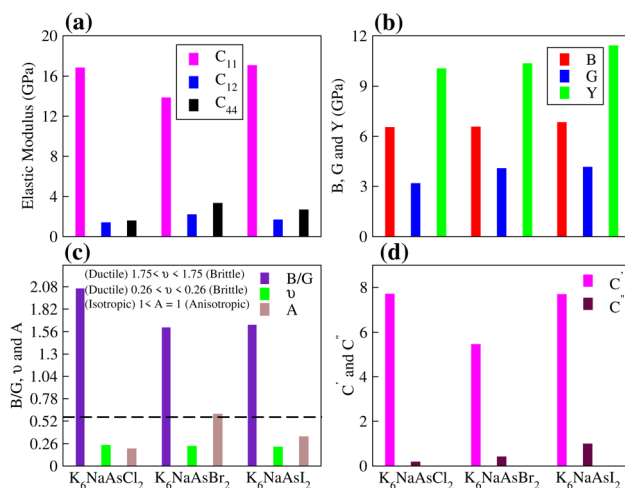 (a)
Elastic Modulus (GPa)
20
16
12
8
4
0
C₁₁
C₁₂
C₄₄
(b)
B, G and Y (GPa)
12
9
6
3
0
B
G
Y
(c)
B/G, υ and A
2.08
1.82
1.56
1.3
1.04
0.78
0.52
0.26
0
(Ductile) 1.75< υ < 1.75 (Brittle)
(Ductile) 0.26 < υ < 0.26 (Brittle)
(Isotropic) 1< A = 1 (Anisotropic)
B/G
υ
A
K₆NaAsCl₂ K₆NaAsBr₂ K₆NaAsI₂
(d)
C' and C"
8
6
4
2
0
C'
C"
K₆NaAsCl₂ K₆NaAsBr₂ K₆NaAsI₂